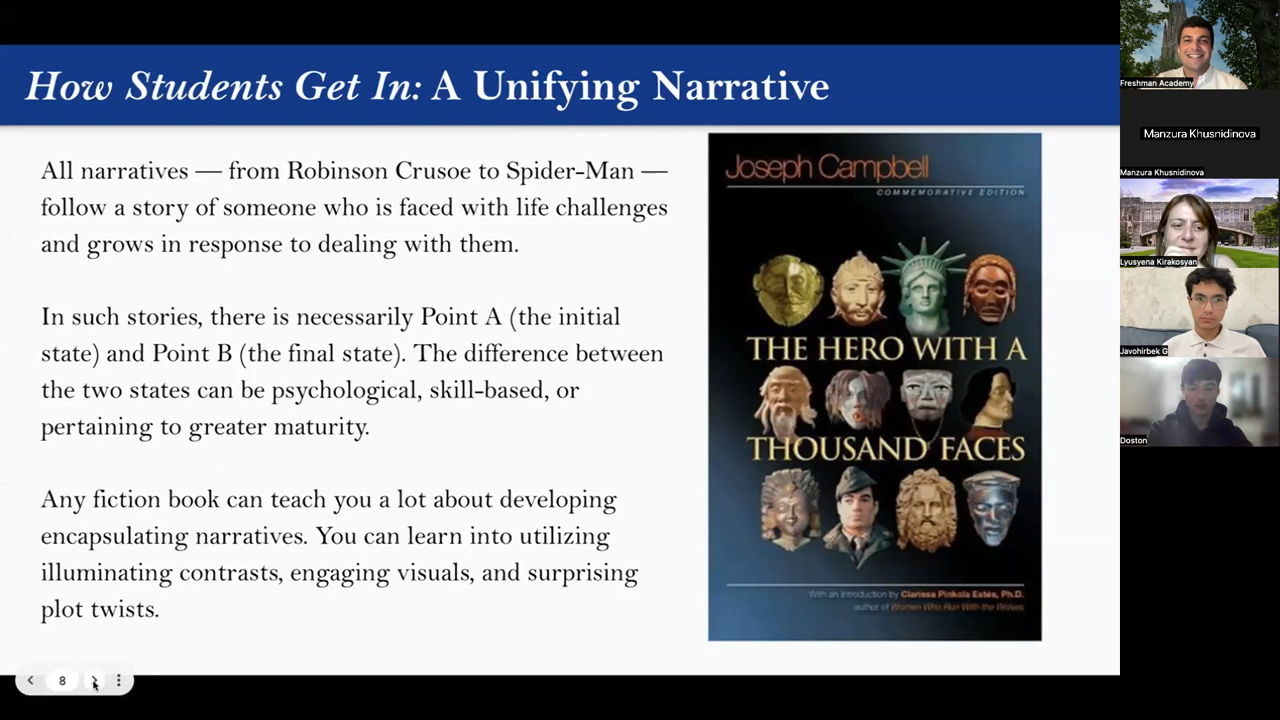 How Students Get In: A Unifying Narrative
All narratives — from Robinson Crusoe to Spider-Man —
follow a story of someone who is faced with life challenges
and grows in response to dealing with them.
In such stories, there is necessarily Point A (the initial
state) and Point B (the final state). The difference between
the two states can be psychological, skill-based, or
pertaining to greater maturity.
Any fiction book can teach you a lot about developing
encapsulating narratives. You can learn into utilizing
illuminating contrasts, engaging visuals, and surprising
plot twists.
Joseph Campbell
COMMEMORATIVE EDITION
THE HERO WITH A
THOUSAND FACES
With an Introduction by Clarissa Pinkola Estés, Ph.D.
author of Women Who Run With the Wolves
8
Freshman Academy
Manzura Khusnidinova
Manzura Khusnidinova
Lyusyena Kirakosyan
Javohirbek G
Doston